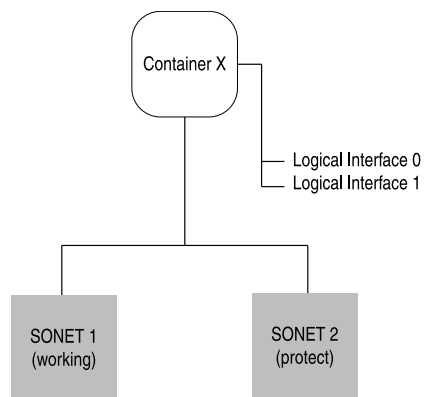 Container X
Logical Interface 0
Logical Interface 1
SONET 1
(working)
SONET 2
(protect)